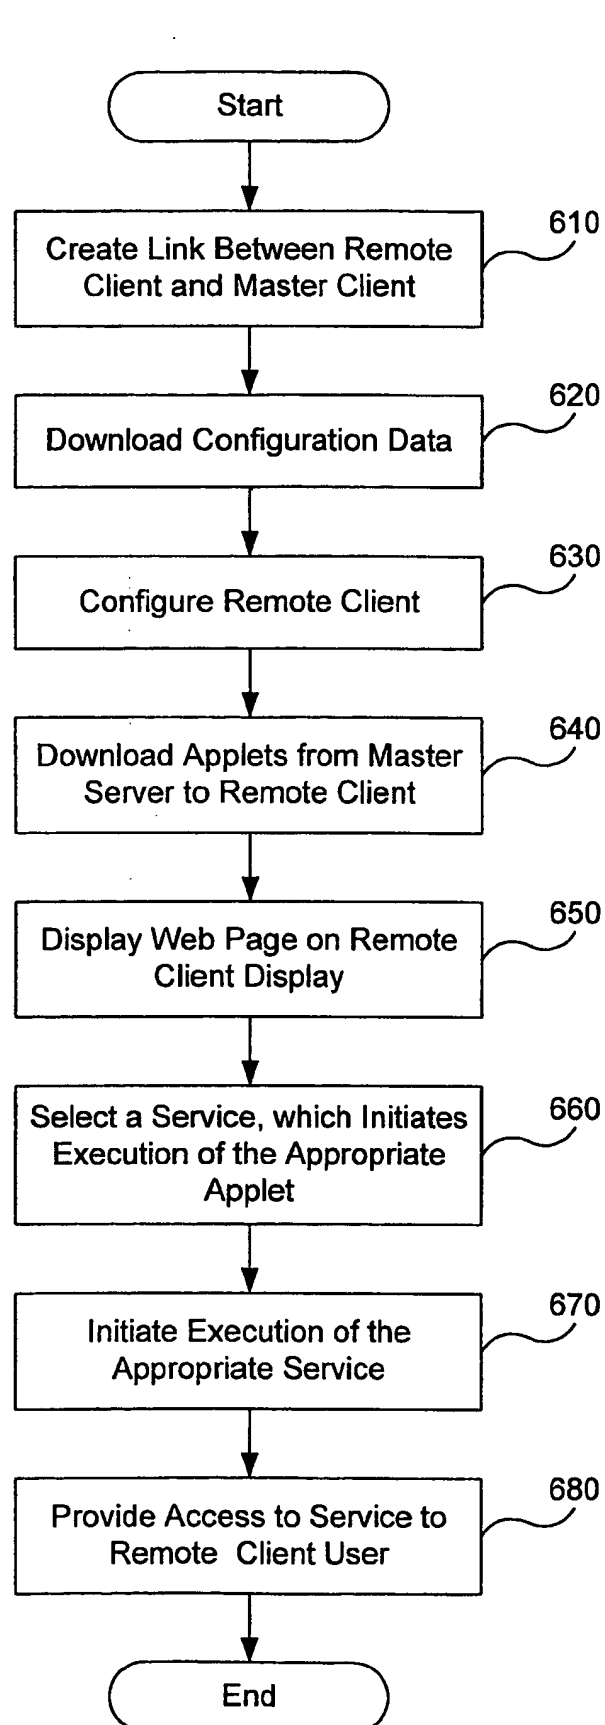 Start
610
Create Link Between Remote
Client and Master Client
620
Download Configuration Data
630
Configure Remote Client
640
Download Applets from Master
Server to Remote Client
650
Display Web Page on Remote
Client Display
660
Select a Service, which Initiates
Execution of the Appropriate
Applet
670
Initiate Execution of the
Appropriate Service
680
Provide Access to Service to
Remote Client User
End